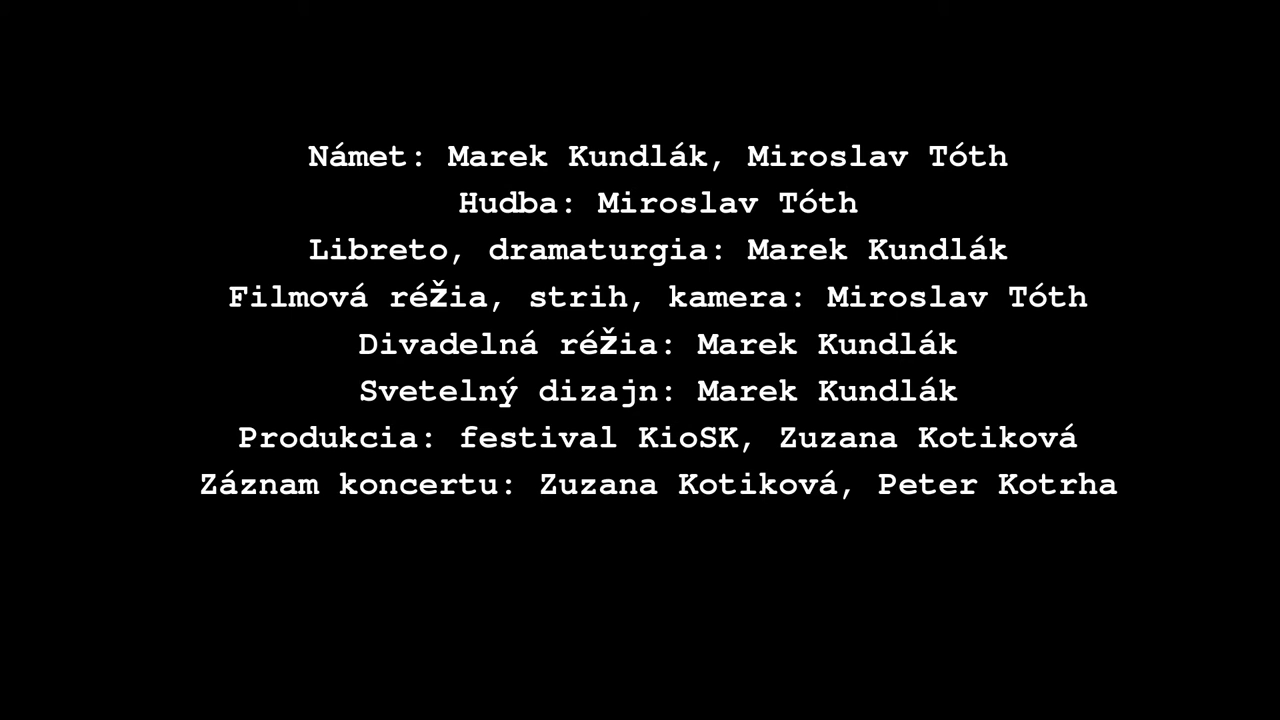 Námet: Marek Kundlák, Miroslav Tóth
Hudba: Miroslav Tóth
Libreto, dramaturgia: Marek Kundlák
Filmová réžia, strih, kamera: Miroslav Tóth
Divadelná réžia: Marek Kundlák
Svetelný dizajn: Marek Kundlák
Produkcia: festival KioSK, Zuzana Kotiková
Záznam koncertu: Zuzana Kotiková, Peter Kotrha